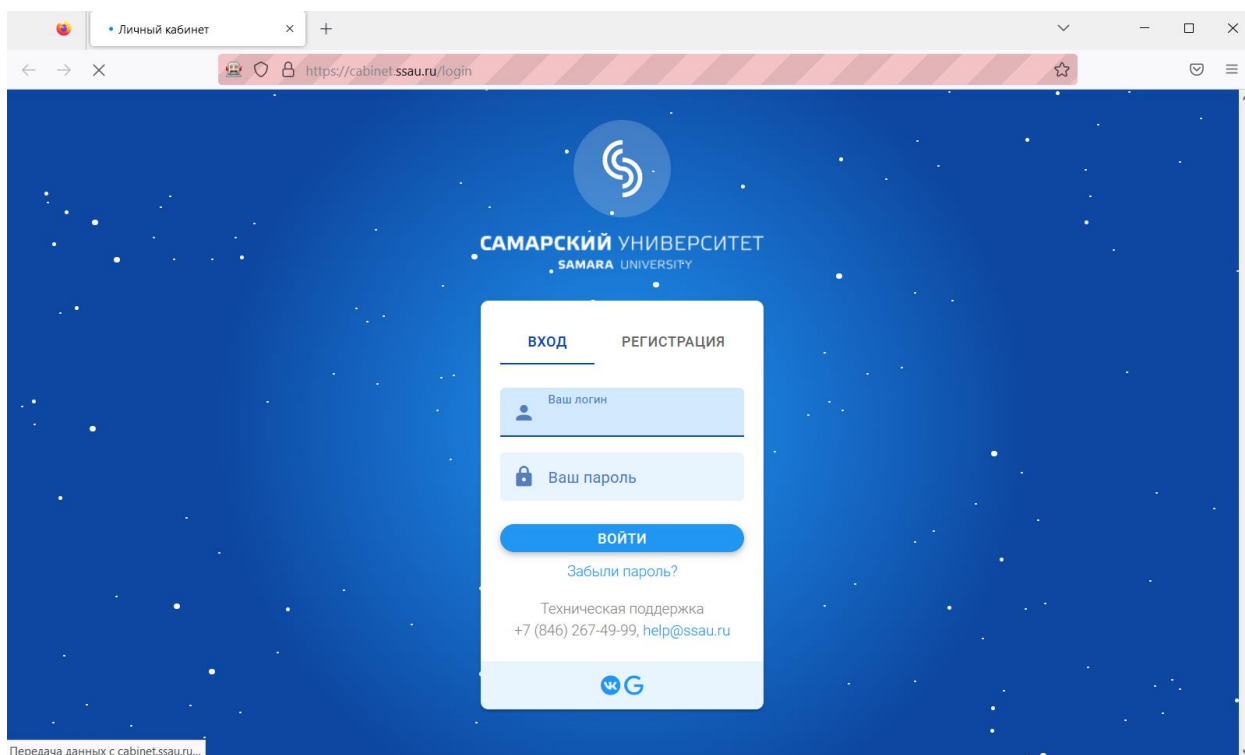 Личный кабинет
https://cabinet.ssau.ru/login
САМАРСКИЙ УНИВЕРСИТЕТ
SAMARA UNIVERSITY
ВХОД РЕГИСТРАЦИЯ
Ваш логин
Ваш пароль
ВОЙТИ
Забыли пароль?
Техническая поддержка
+7 (846) 267-49-99, help@ssau.ru
Передача данных с cabinet.ssau.ru...